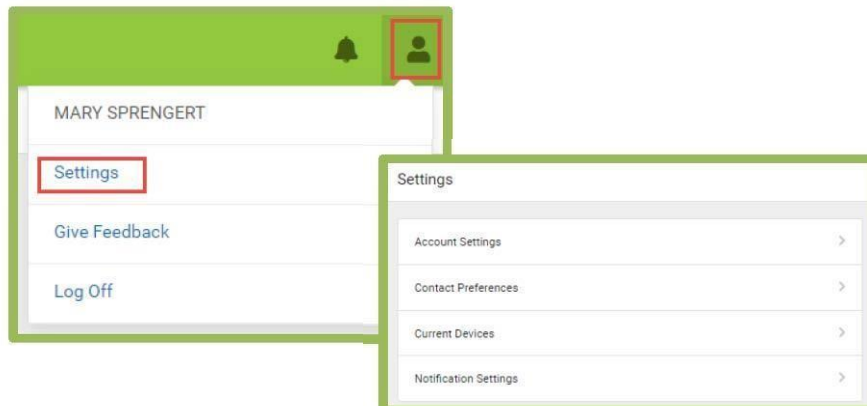 MARY SPRENGERT
Settings
Give Feedback
Log Off
Settings
Account Settings
Contact Preferences
Current Devices
Notification Settings